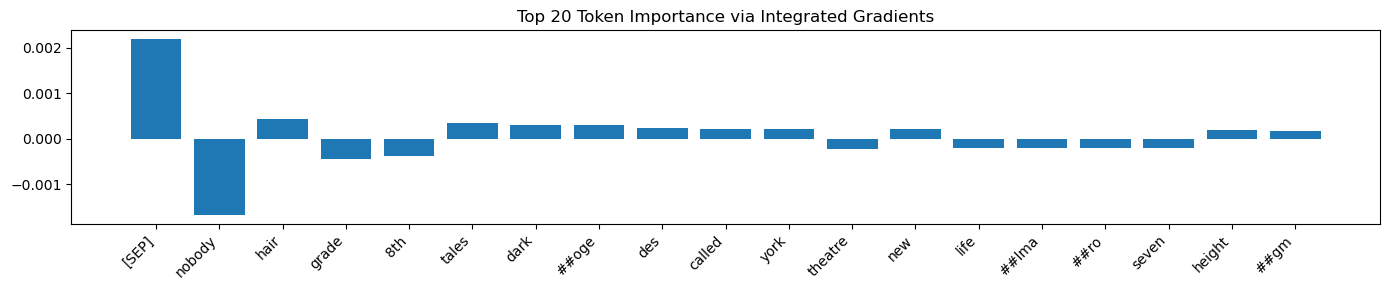 Top 20 Token Importance via Integrated Gradients
0.002
0.001
0.000
−0.001
[SEP]
nobody
hair
grade
8th
tales
dark
##oge
des
called
york
theatre
new
life
##lma
##ro
seven
height
##gm